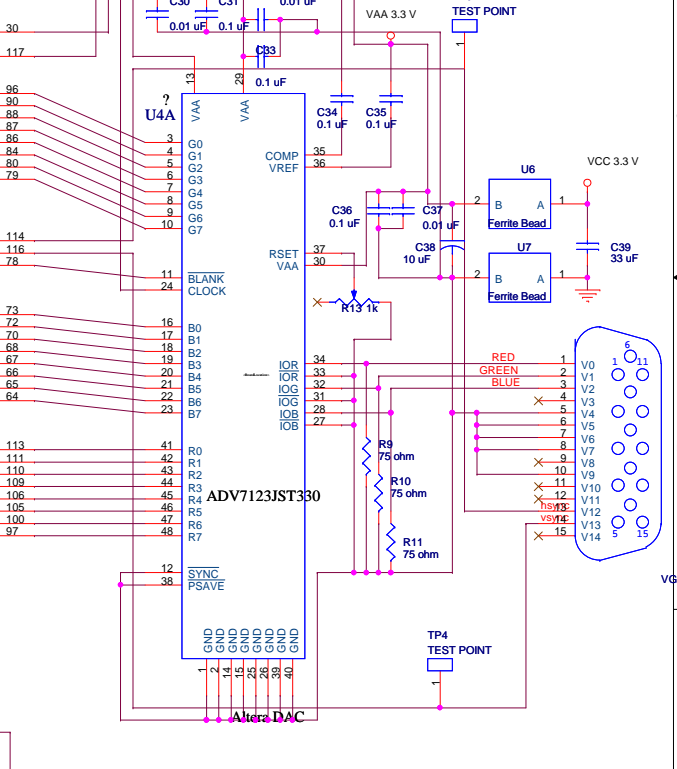 C30
C31
0.01 uF
0.01 uF
0.1 uF
VAA 3.3 V
TEST POINT
30
1
117
C33
0.1 uF
13
29
VAA
VAA
?
U4A
C34
0.1 uF
C35
0.1 uF
96
90
88
87
86
84
80
79
3
4
5
6
7
8
9
10
G0
G1
G2
G3
G4
G5
G6
G7
COMP
VREF
35
36
U6
2
B
A
1
Ferrite Bead
VCC 3.3 V
C36
0.1 uF
C37
0.01 uF
C38
10 uF
C39
33 uF
U7
2
B
A
1
Ferrite Bead
114
116
78
11
24
BLANK
CLOCK
RSET
VAA
37
30
R13 1k
73
72
70
68
67
66
65
64
16
17
18
19
20
21
22
23
B0
B1
B2
B3
B4
B5
B6
B7
IOR
IOR
IOG
IOG
IOB
IOB
34
33
32
31
28
27
RED
GREEN
BLUE
6
1
11
5
15
1
2
3
4
5
6
7
8
9
10
11
12
13
14
15
V0
V1
V2
V3
V4
V5
V6
V7
V8
V9
V10
V11
V12
V13
V14
hsync
vsync
R9
75 ohm
R10
75 ohm
R11
75 ohm
113
111
110
109
106
105
100
97
41
42
43
44
45
46
47
48
R0
R1
R2
R3
R4
R5
R6
R7
ADV7123JST330
12
38
SYNC
PSAVE
VG
GND
GND
GND
GND
GND
GND
GND
GND
1
2
14
15
25
26
39
40
TP4
TEST POINT
1
Altera DAC